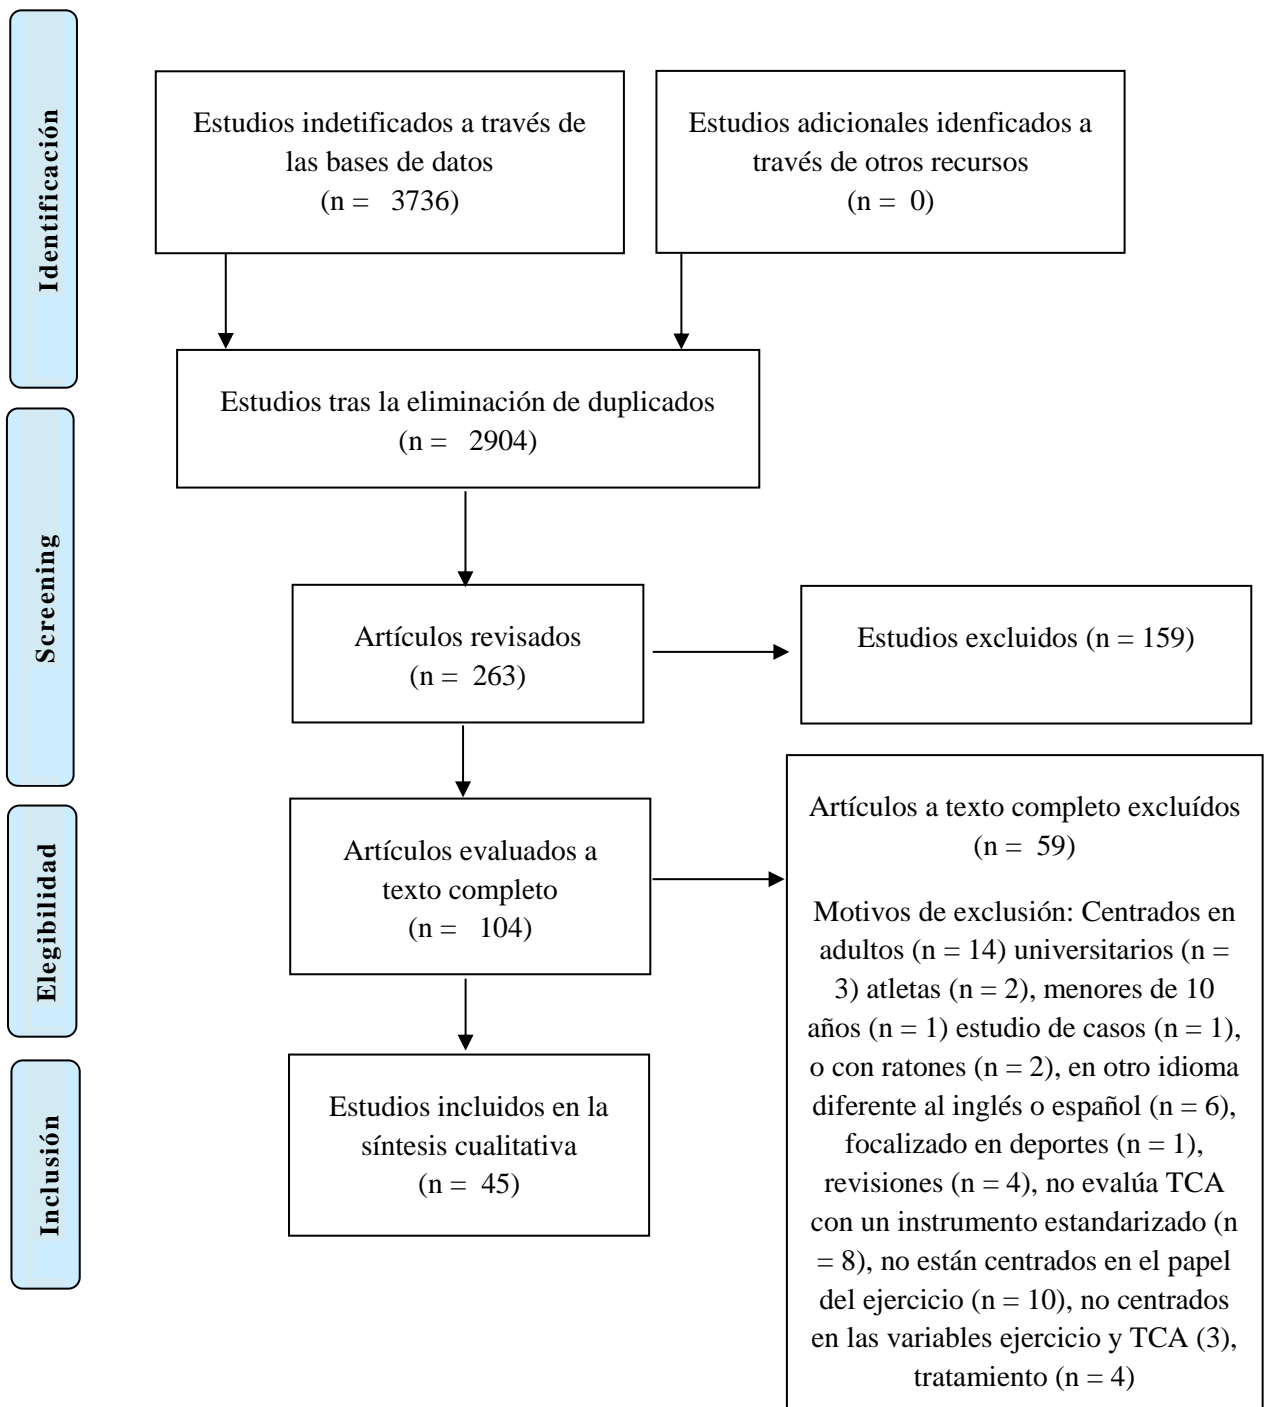 Identificación
Estudios indetificados a través de
las bases de datos
(n = 3736)
Estudios adicionales idenficados a
través de otros recursos
(n = 0)
Estudios tras la eliminación de duplicados
(n = 2904)
Screening
Artículos revisados
(n = 263)
Estudios excluidos (n = 159)
Elegibilidad
Artículos evaluados a
texto completo
(n = 104)
Artículos a texto completo excluídos
(n = 59)
Motivos de exclusión: Centrados en
adultos (n = 14) universitarios (n =
3) atletas (n = 2), menores de 10
años (n = 1) estudio de casos (n = 1),
o con ratones (n = 2), en otro idioma
diferente al inglés o español (n = 6),
focalizado en deportes (n = 1),
revisiones (n = 4), no evalúa TCA
con un instrumento estandarizado (n
= 8), no están centrados en el papel
del ejercicio (n = 10), no centrados
en las variables ejercicio y TCA (3),
tratamiento (n = 4)
Inclusión
Estudios incluidos en la
síntesis cualitativa
(n = 45)